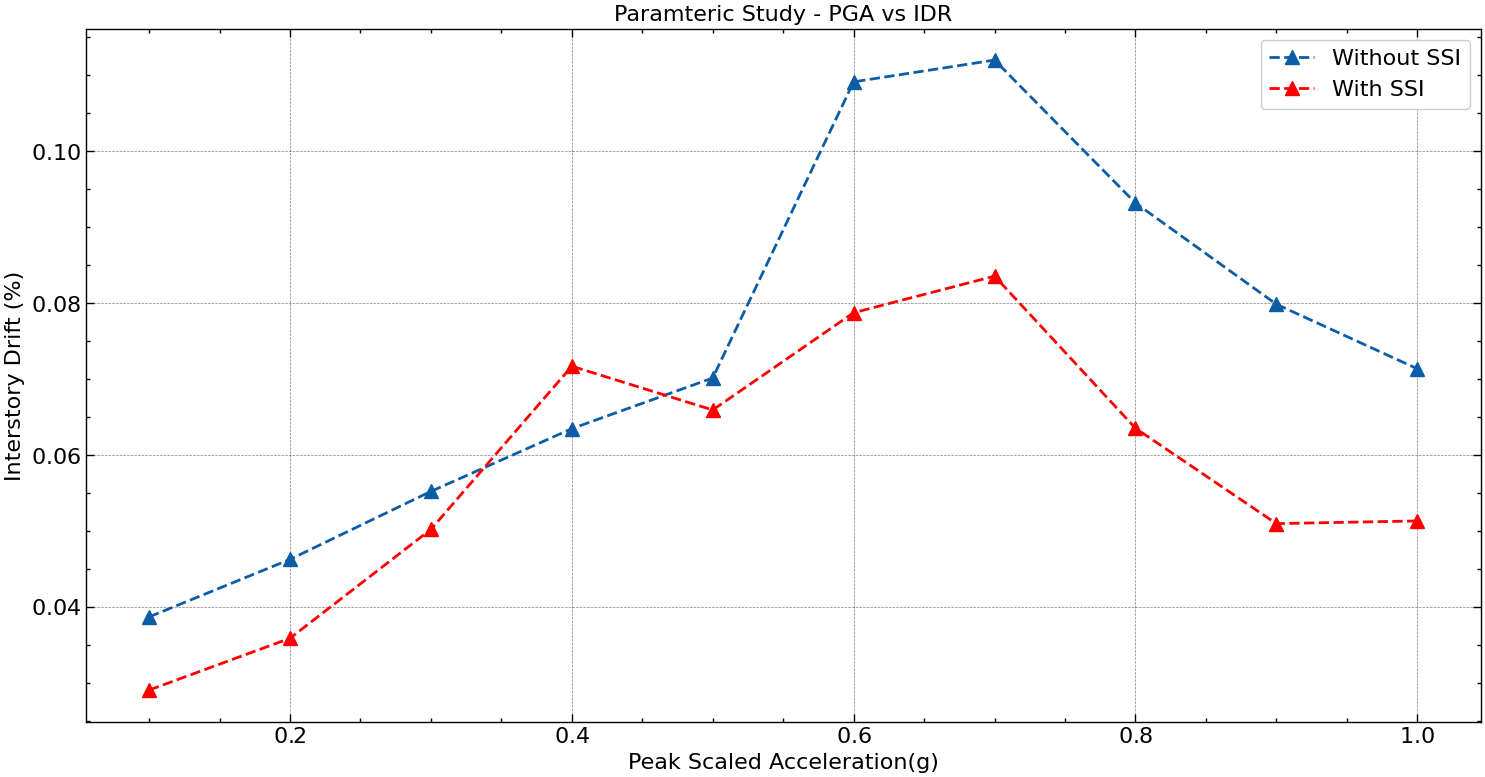 Paramteric Study - PGA vs IDR
Without SSI
With SSI
Interstory Drift (%)
0.10
0.08
0.06
0.04
0.2 0.4 0.6 0.8 1.0
Peak Scaled Acceleration(g)